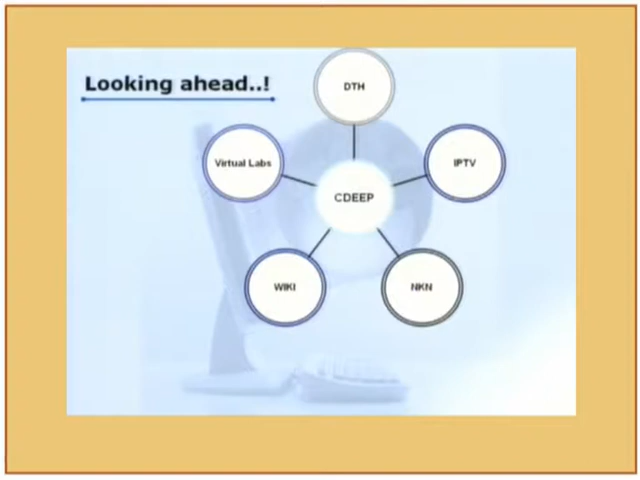 Looking ahead..!
DTH
Virtual Labs
IPTV
CDEEP
WIKI
NKN